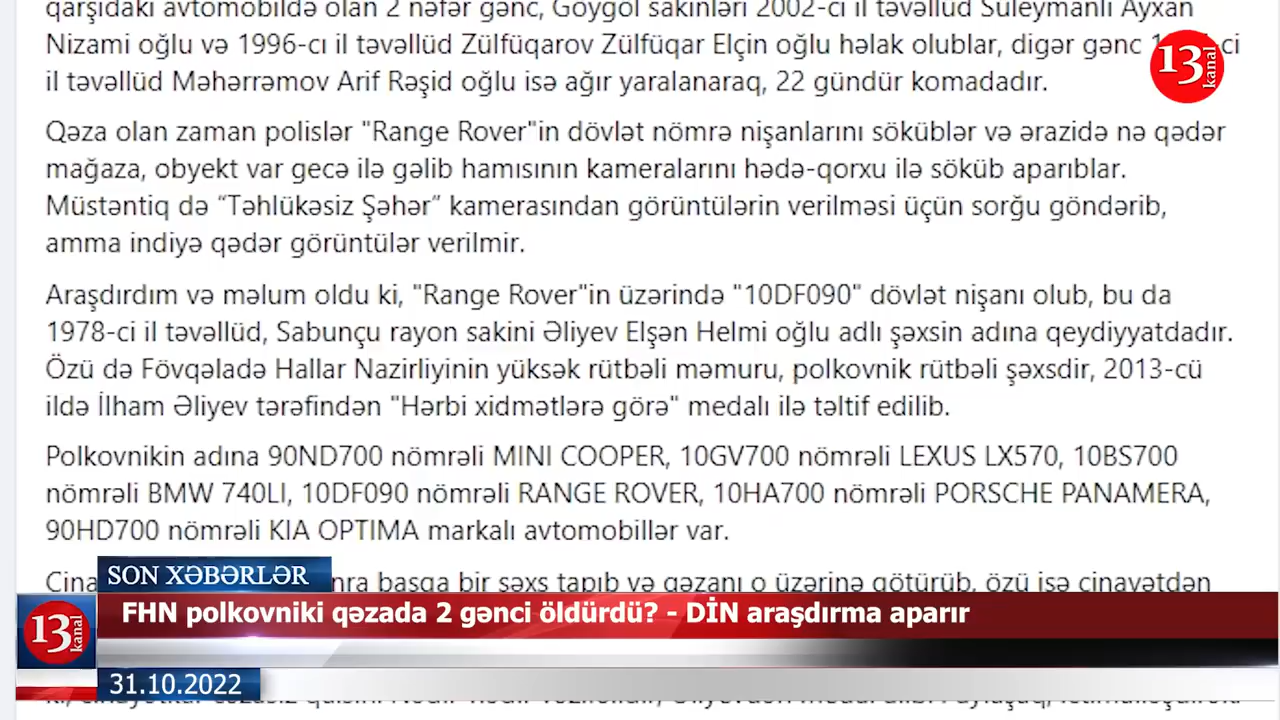 qarşıdakı avtomobildə olan 2 nəfər gənc, Göygöl sakinləri 2002-ci il təvəllüd Süleymanlı Ayxan
Nizami oğlu və 1996-cı il təvəllüd Zülfüqarov Zülfüqar Elçin oğlu həlak olublar, digər gənc
il təvəllüd Məhərrəmov Arif Rəşid oğlu isə ağır yaralanaraq, 22 gündür komadadır.
13 kanal
Qəza olan zaman polislər "Range Rover"in dövlət nömrə nişanlarını söküblər və ərazidə nə qədər
mağaza, obyekt var gecə ilə gəlib hamısının kameralarını hədə-qorxu ilə söküb aparıblar.
Müstəntiq də “Təhlükəsiz Şəhər” kamerasından görüntülərin verilməsi üçün sorğu göndərib,
amma indiyə qədər görüntülər verilmir.
Araşdırdım və məlum oldu ki, "Range Rover"in üzərində "10DF090" dövlət nişanı olub, bu da
1978-ci il təvəllüd, Sabunçu rayon sakini Əliyev Elşən Helmi oğlu adlı şəxsin adına qeydiyyatdadır.
Özü də Fövqəladə Hallar Nazirliyinin yüksək rütbəli məmuru, polkovnik rütbəli şəxsdir, 2013-cü
ildə İlham Əliyev tərəfindən "Hərbi xidmətlərə görə" medalı ilə təltif edilib.
Polkovnikin adına 90ND700 nömrəli MINI COOPER, 10GV700 nömrəli LEXUS LX570, 10BS700
nömrəli BMW 740LI, 10DF090 nömrəli RANGE ROVER, 10HA700 nömrəli PORSCHE PANAMERA,
90HD700 nömrəli KIA OPTIMA markalı avtomobillər var.
başqa bir şəxs tapıb və qəzanı o üzərinə götürüb, özü isə cinayətdən
SON XƏBƏRLƏR
FHN polkovniki qəzada 2 gənci öldürdü? - DİN araşdırma aparır
13 kanal
31.10.2022